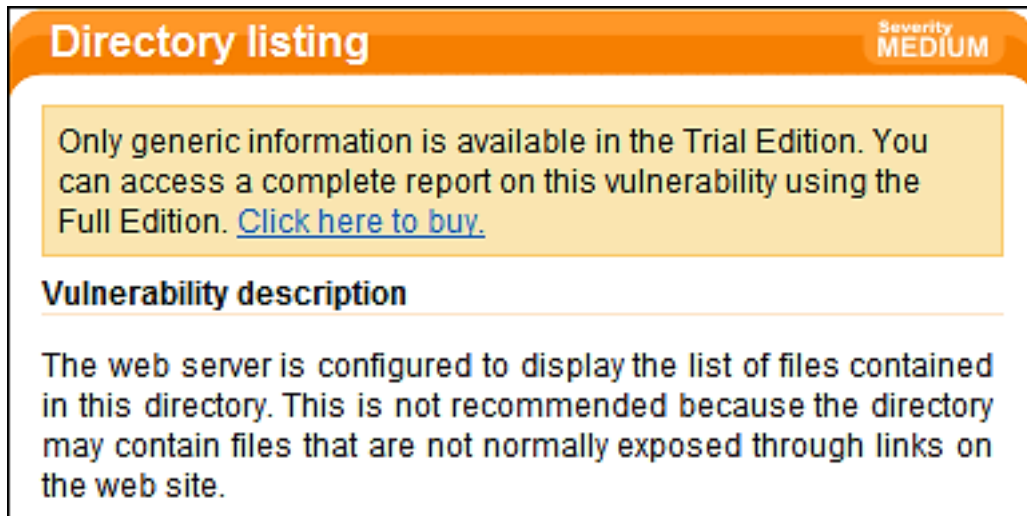 Directory listing
Severity
MEDIUM
Only generic information is available in the Trial Edition. You
can access a complete report on this vulnerability using the
Full Edition. Click here to buy.
Vulnerability description
The web server is configured to display the list of files contained
in this directory. This is not recommended because the directory
may contain files that are not normally exposed through links on
the web site.